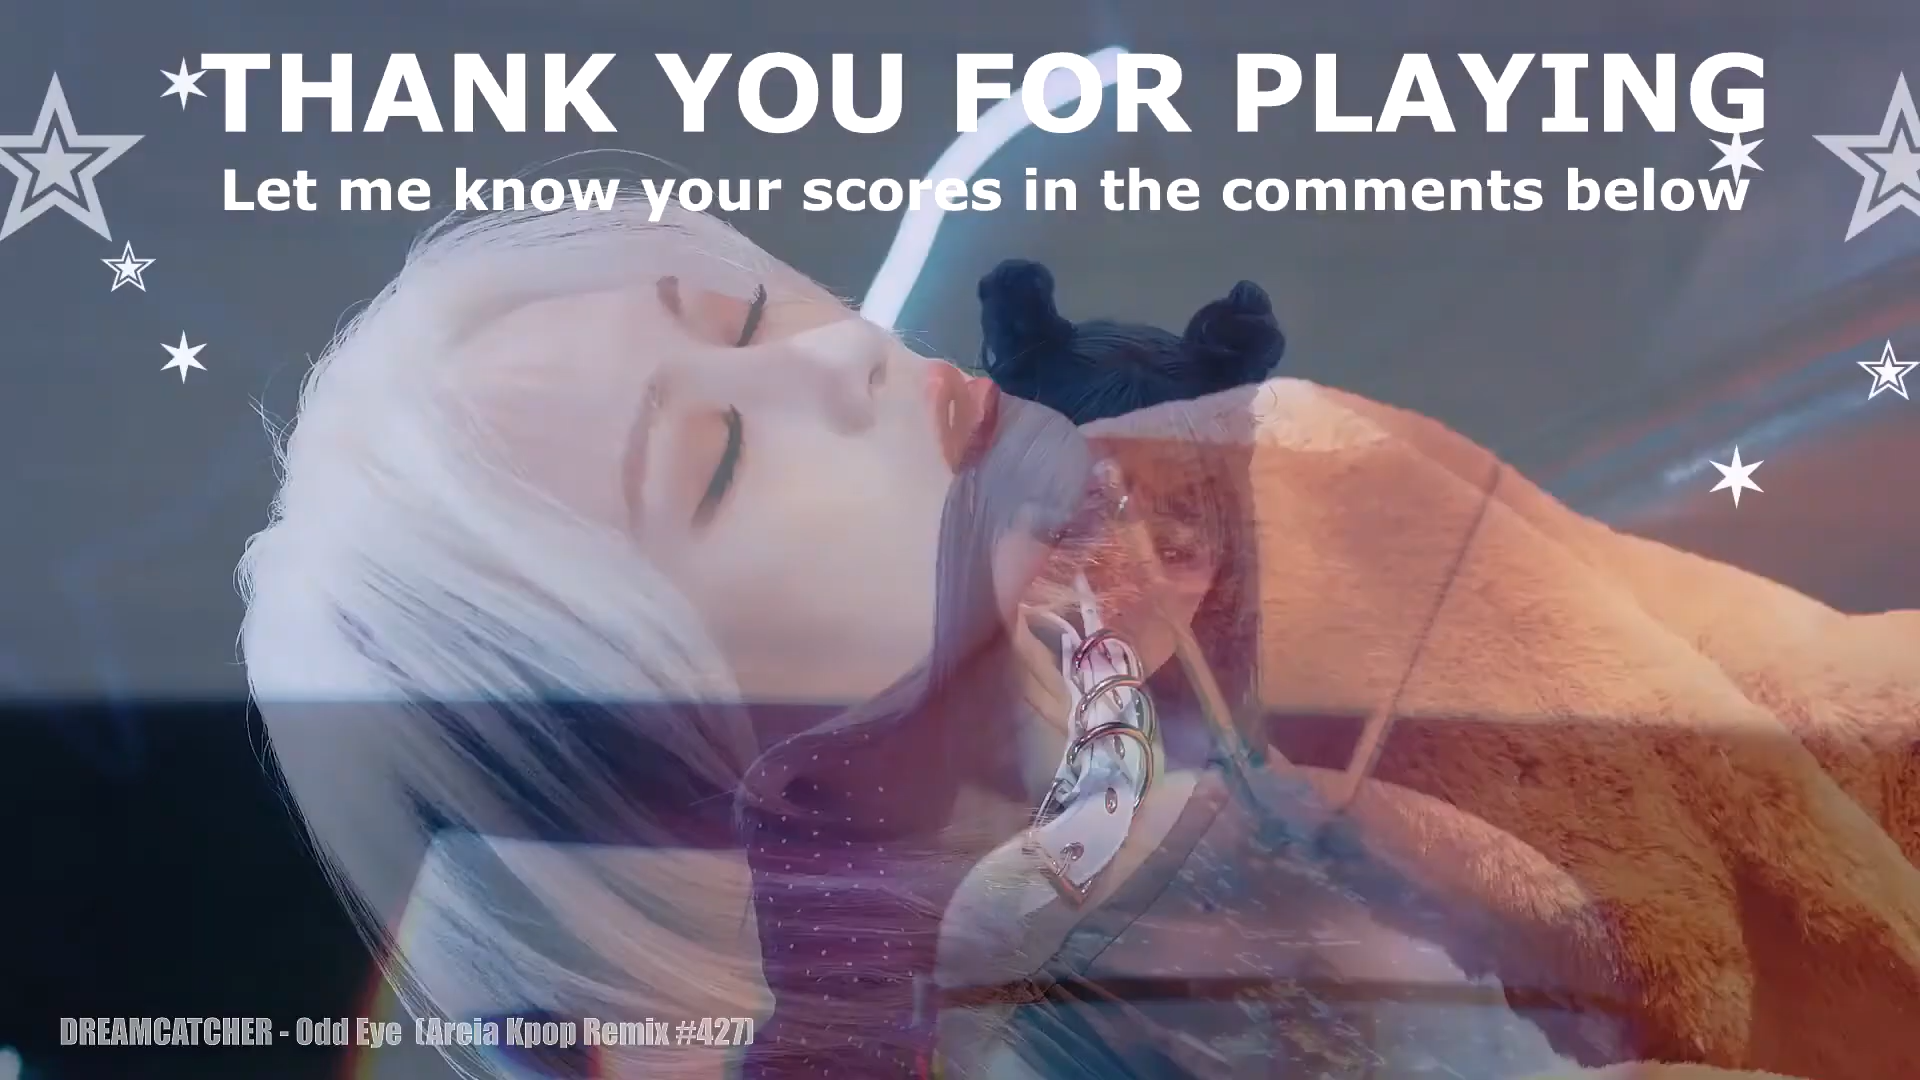 THANK YOU FOR PLAYING
Let me know your scores in the comments below
DREAMCATCHER - Odd Eye (Areia Kpop Remix #427)